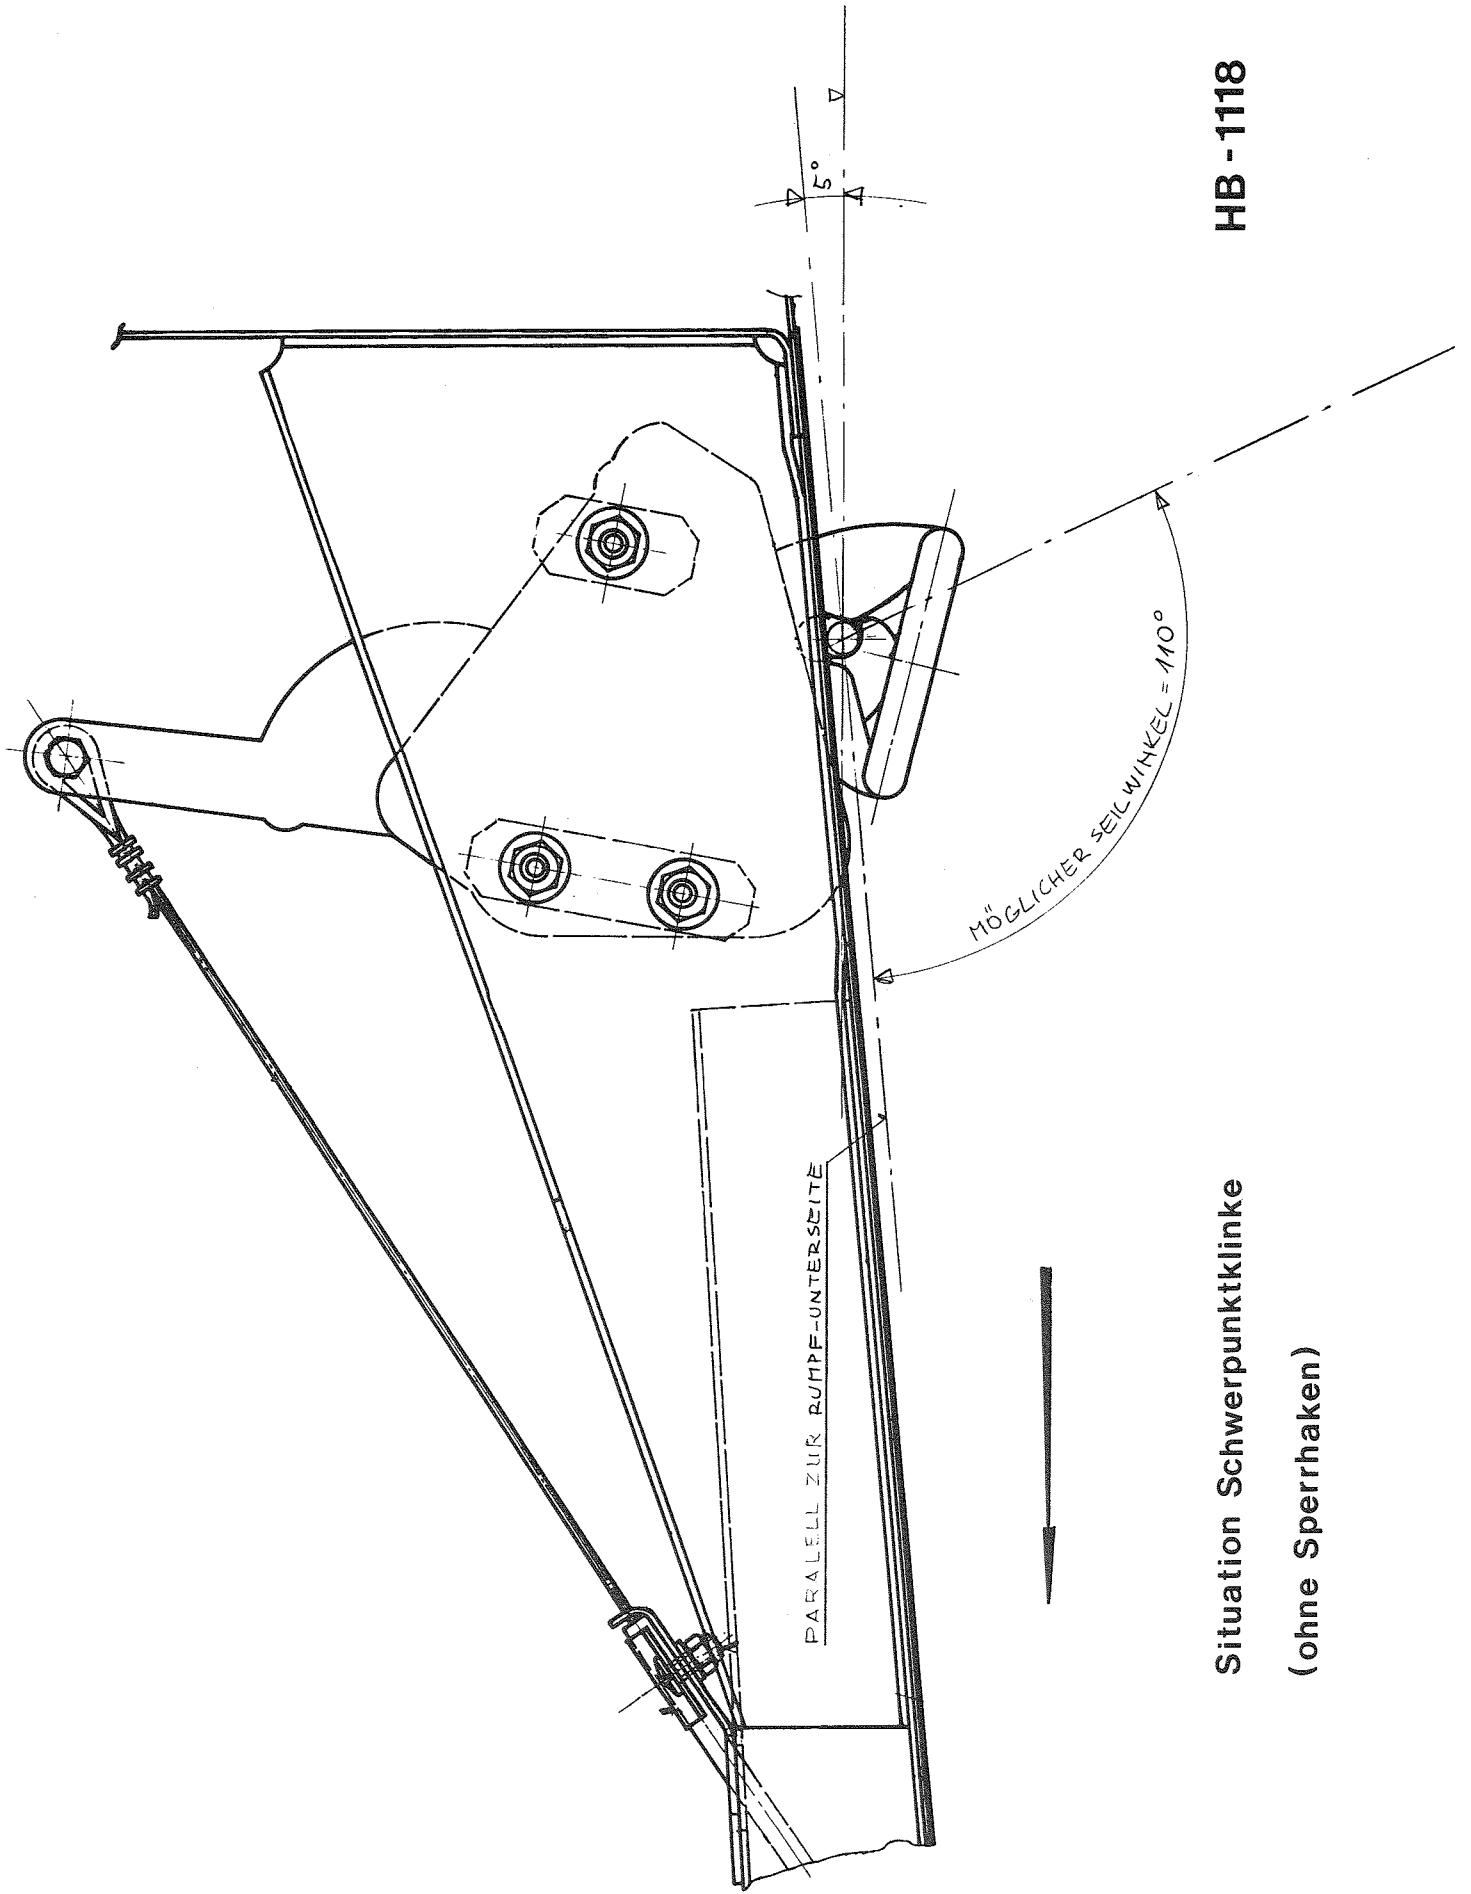 HB - 1118
5°
MÖGLICHER SEILWINKEL = 110°
PARALELL ZUR RUMPF-UNTERSEITE
Situation Schwerpunktklinke
(ohne Sperrhaken)